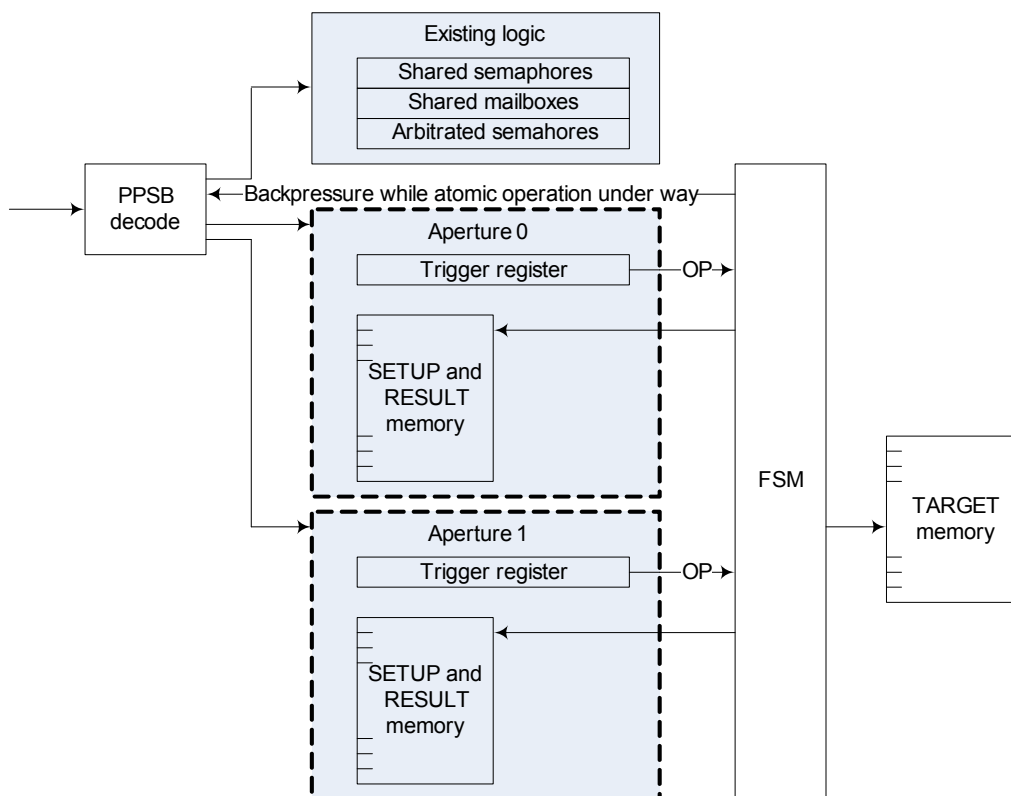 Existing logic
Shared semaphores
Shared mailboxes
Arbitrated semahores
PPSB
decode
Backpressure while atomic operation under way
Aperture 0
Trigger register
OP
SETUP and
RESULT
memory
FSM
TARGET
memory
Aperture 1
Trigger register
OP
SETUP and
RESULT
memory